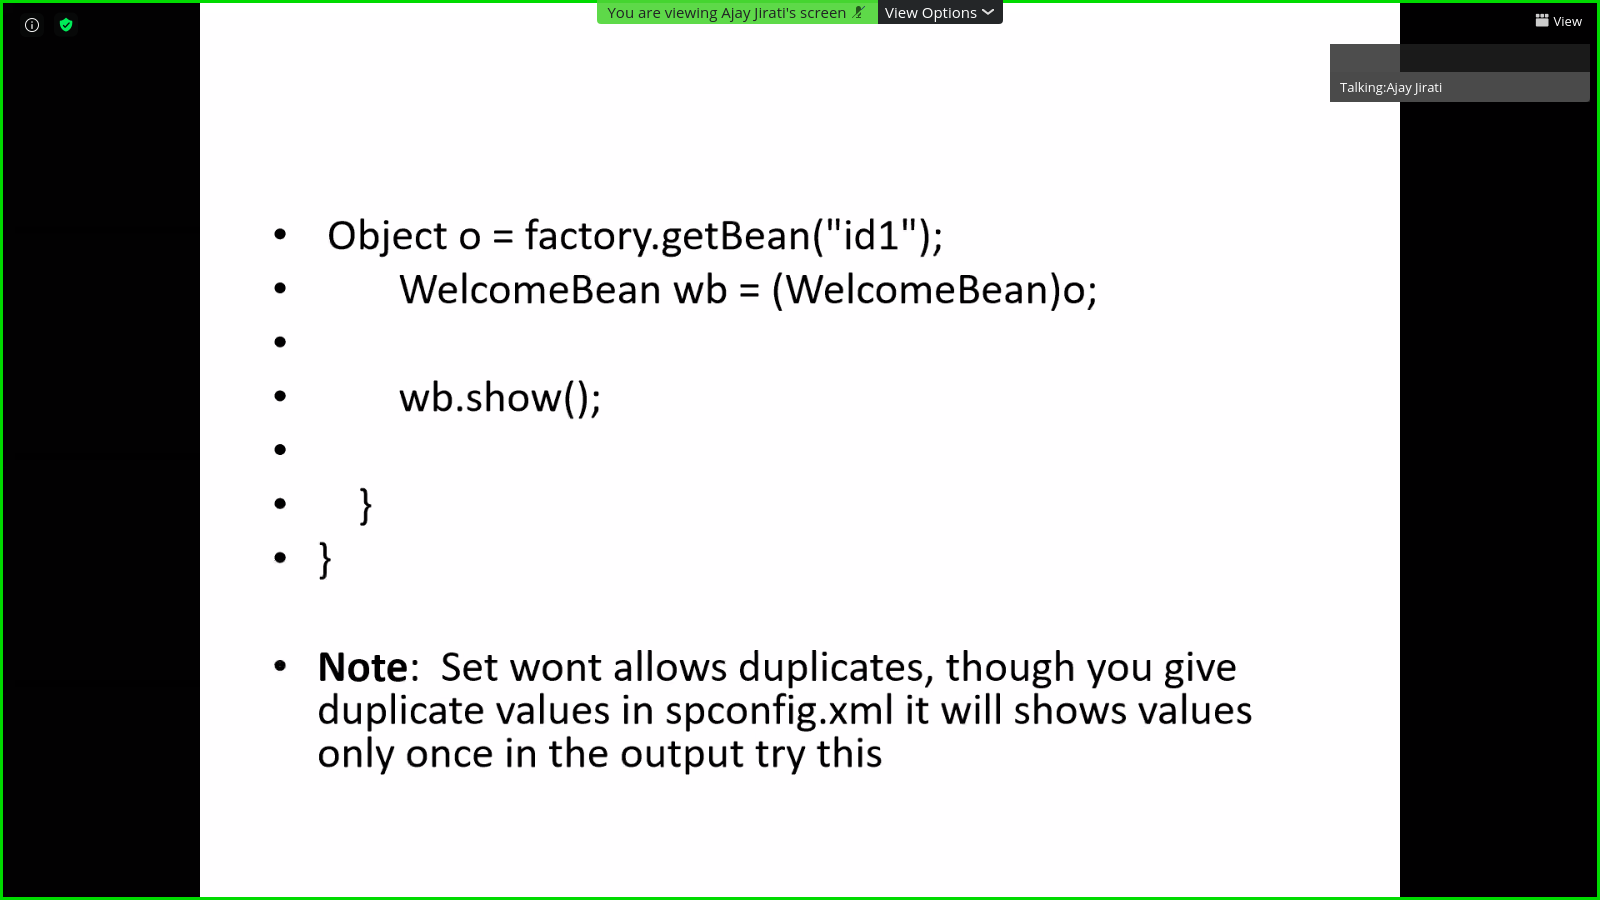 You are viewing Ajay Jirati's screen
View Options
View
Talking:Ajay Jirati
• Object o = factory.getBean("id1");
• WelcomeBean wb = (WelcomeBean)o;
•
• wb.show();
•
• }
• }
• Note: Set wont allows duplicates, though you give
duplicate values in spconfig.xml it will shows values
only once in the output try this